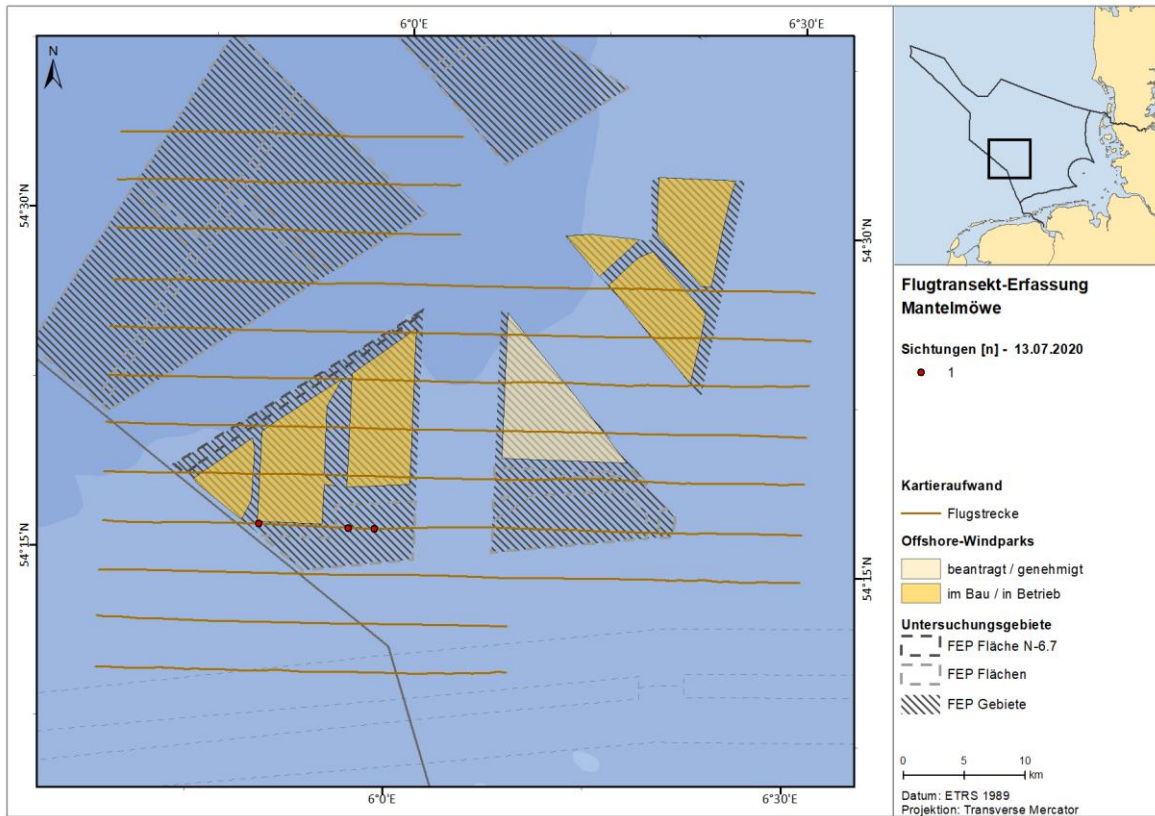 6°0'E
6°30'E
N
54°30'N
54°30'N
54°15'N
54°15'N
6°0'E
6°30'E
Flugtransekt-Erfassung
Mantelmöwe
Sichtungen [n] - 13.07.2020
1
Kartieraufwand
Flugstrecke
Offshore-Windparks
beantragt / genehmigt
im Bau / in Betrieb
Untersuchungsgebiete
FEP Fläche N-6.7
FEP Flächen
FEP Gebiete
0 5 10
km
Datum: ETRS 1989
Projektion: Transverse Mercator